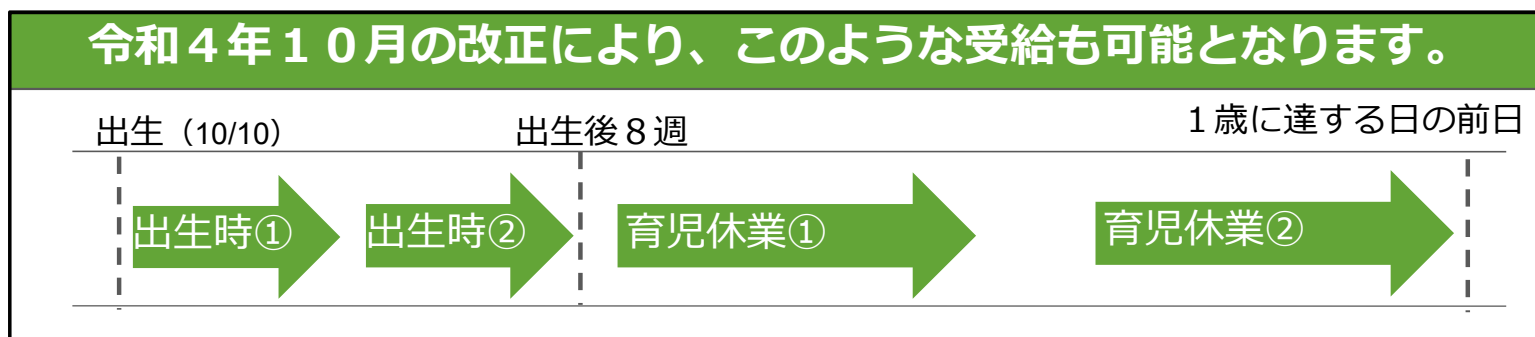 令和４年１０月の改正により、このような受給も可能となります。
出生（10/10）
出生後８週
１歳に達する日の前日
出生時①
出生時②
育児休業①
育児休業②